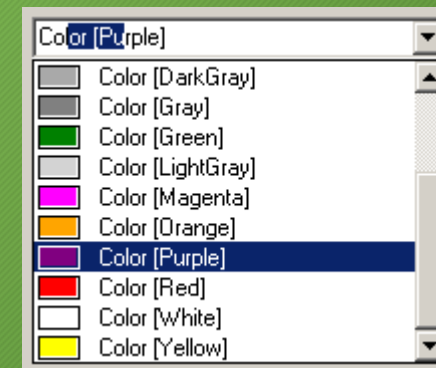 Color [Purple]
Color [DarkGray]
Color [Gray]
Color [Green]
Color [LightGray]
Color [Magenta]
Color [Orange]
Color [Purple]
Color [Red]
Color [White]
Color [Yellow]